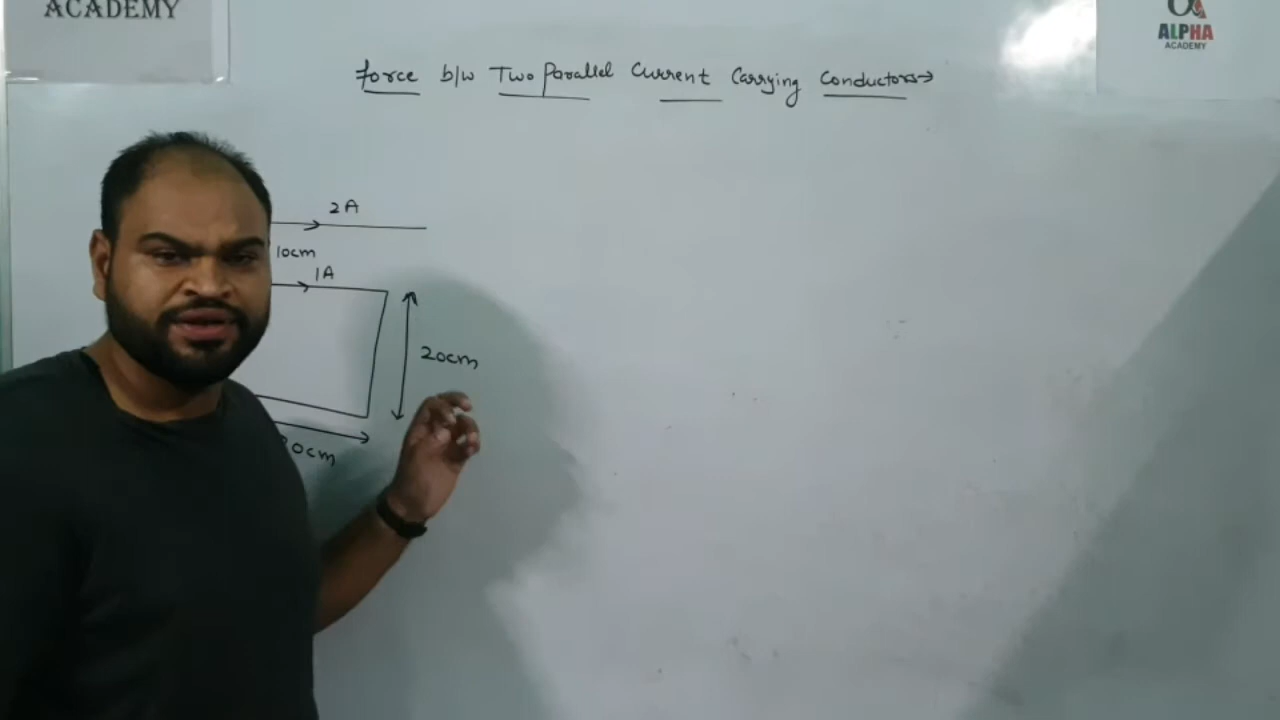 ACADEMY
ALPHA
ACADEMY
Force b/w Two Parallel Current Carrying Conductors→
2A
10cm
1A
20cm